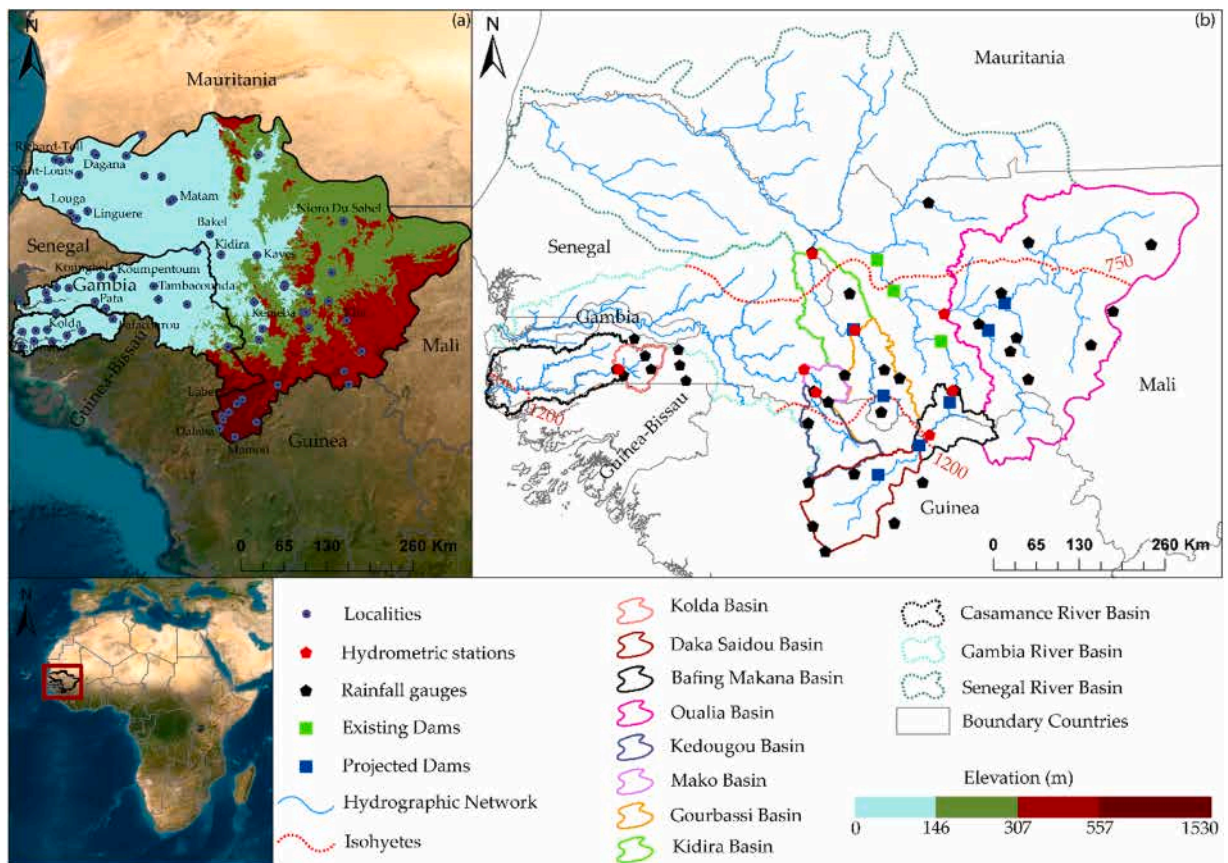 N
(a)
Mauritania
Richard-Toll
Dagana
Saint-Louis
Matam
Louga
Linguere
Nioro Du Sahel
Bakel
Senegal
Kidira
Kayes
Koumpentoum
Gambia
Tambacounda
Pata
Kolda
Kenieba
Mali
Guinea-Bissau
Labe
Dalaba
Mamou
Guinea
0 65 130 260 Km
N
(b)
Mauritania
Senegal
750
Gambia
Mali
1200
Guinea-Bissau
1200
Guinea
0 65 130 260 Km
N
Localities
Hydrometric stations
Rainfall gauges
Existing Dams
Projected Dams
Hydrographic Network
Isohyetes
Kolda Basin
Daka Saidou Basin
Bafing Makana Basin
Oualia Basin
Kedougou Basin
Mako Basin
Gourbassi Basin
Kidira Basin
Casamance River Basin
Gambia River Basin
Senegal River Basin
Boundary Countries
Elevation (m)
0 146 307 557 1530